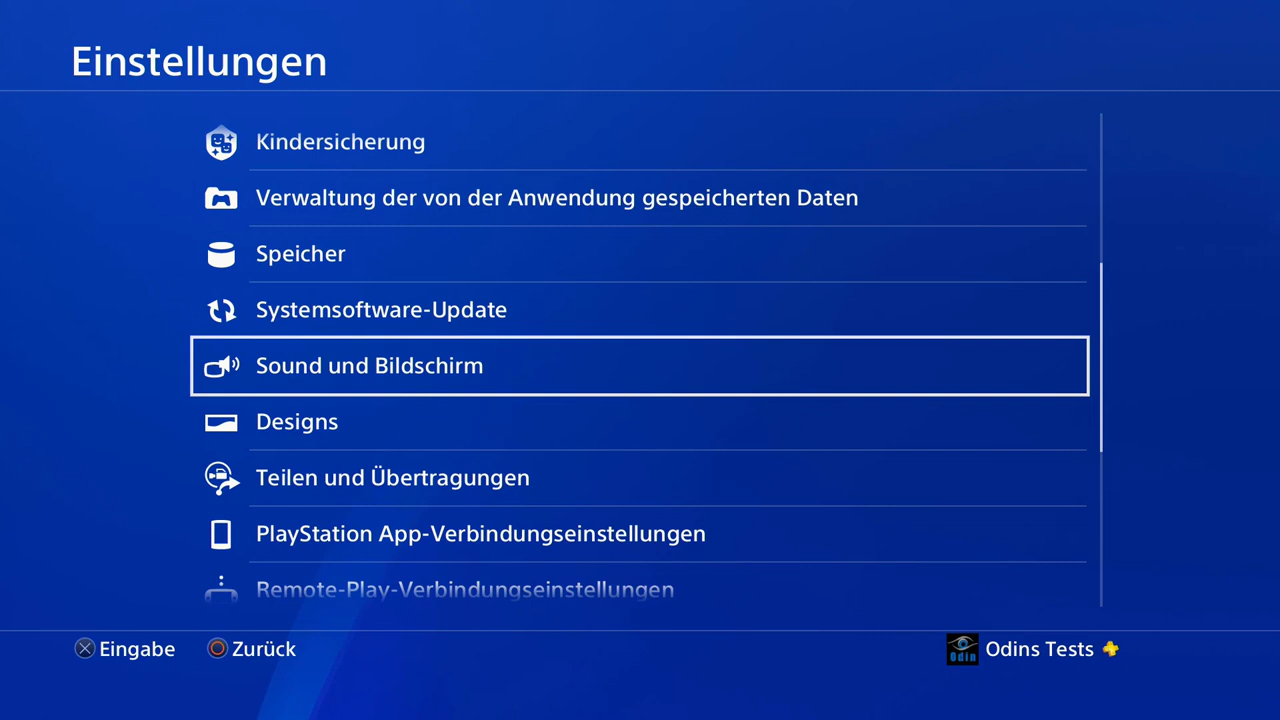 Einstellungen
Kindersicherung
Verwaltung der von der Anwendung gespeicherten Daten
Speicher
Systemsoftware-Update
Sound und Bildschirm
Designs
Teilen und Übertragungen
PlayStation App-Verbindungseinstellungen
Remote-Play-Verbindungseinstellungen
Eingabe Zurück Odin Odins Tests